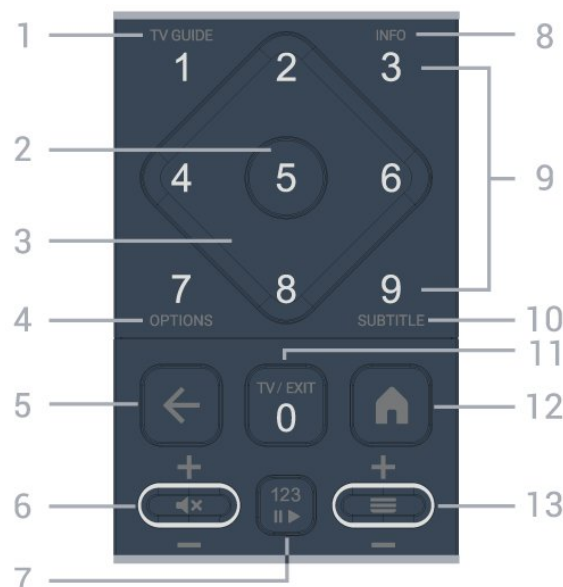 1 TV GUIDE INFO 8
1 2 3
2 4 5 6 9
3
7 8 9
4 OPTIONS SUBTITLE 10
11
5 TV / EXIT 12
0
+ +
6 123 13
- -
7